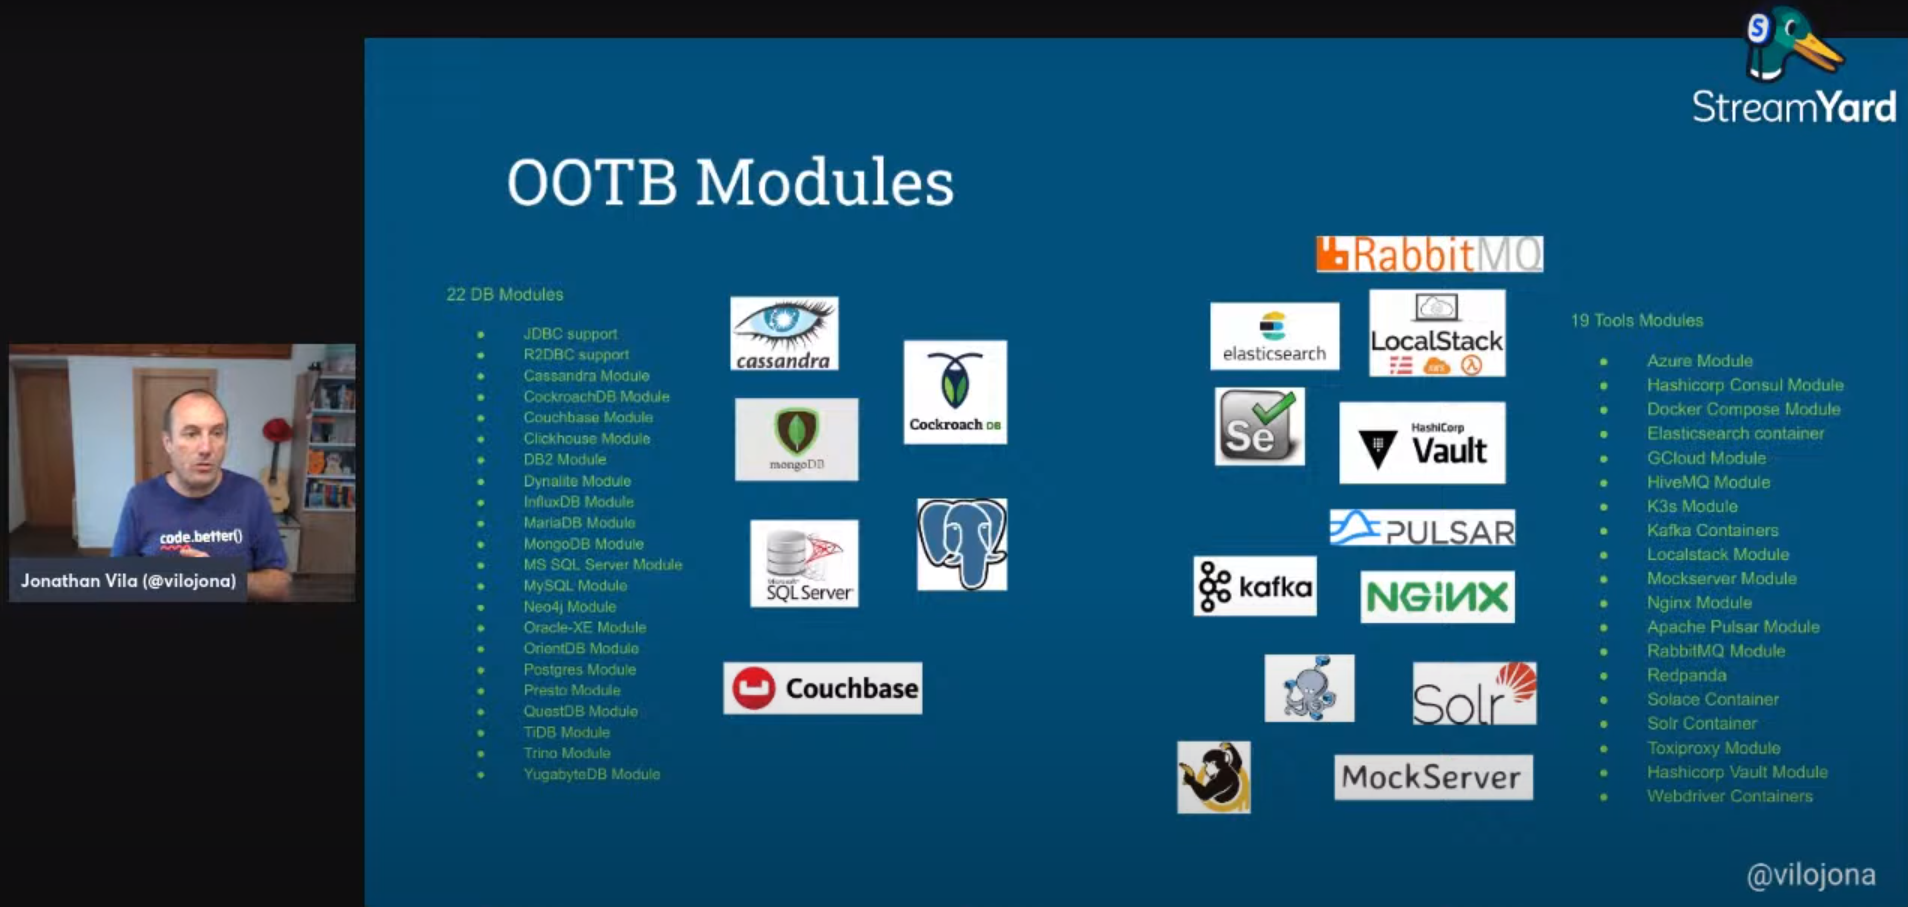 StreamYard
OOTB Modules
22 DB Modules
JDBC support
R2DBC support
Cassandra Module
CockroachDB Module
Couchbase Module
Clickhouse Module
DB2 Module
Dynalite Module
InfluxDB Module
MariaDB Module
MongoDB Module
MS SQL Server Module
MySQL Module
Neo4j Module
Oracle-XE Module
OrientDB Module
Postgres Module
Presto Module
QuestDB Module
TiDB Module
Trino Module
YugabyteDB Module
cassandra
Cockroach DB
mongoDB
Microsoft
SQL Server
Couchbase
RabbitMQ
elasticsearch
LocalStack
Se
HashiCorp
Vault
PULSAR
kafka
NGINX
Solr
MockServer
19 Tools Modules
Azure Module
Hashicorp Consul Module
Docker Compose Module
Elasticsearch container
GCloud Module
HiveMQ Module
K3s Module
Kafka Containers
Localstack Module
Mockserver Module
Nginx Module
Apache Pulsar Module
RabbitMQ Module
Redpanda
Solace Container
Solr Container
Toxiproxy Module
Hashicorp Vault Module
Webdriver Containers
code.better()
Jonathan Vila (@vilojona)
@vilojona